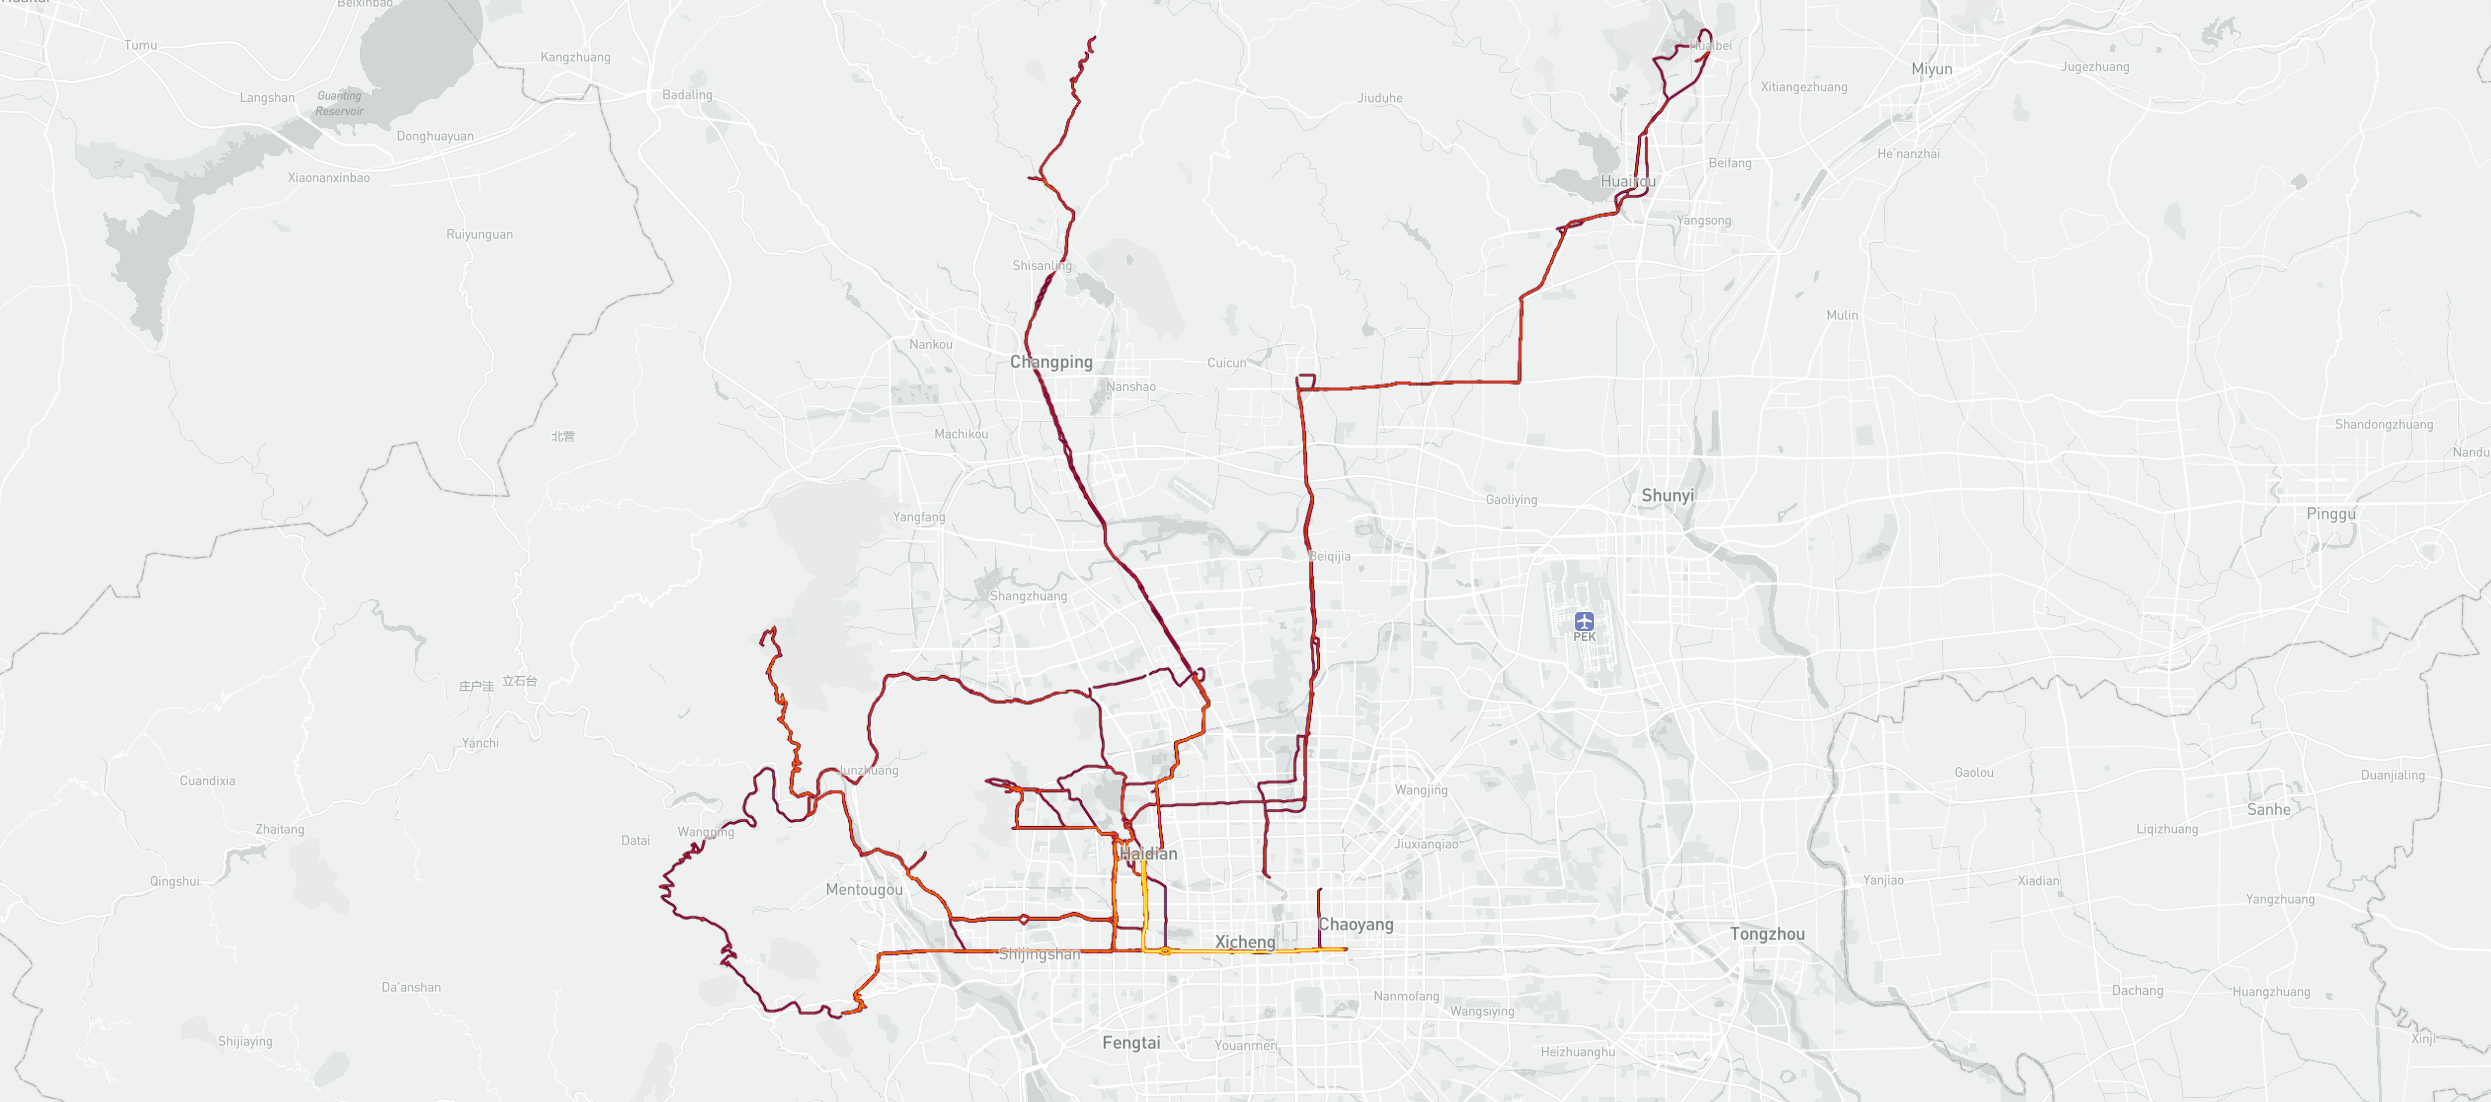 Beixinbao
Tumu
Kangzhuang
Huaibei
Miyun
Jugezhuang
Langshan
Guanting
Reservoir
Badaling
Jiuduhe
Xitiangezhuang
Donghuayuan
He'nanzhai
Xiaonanxinbao
Beifang
Huairou
Ruiyunguan
Yangsong
Shisanling
Mulin
Nankou
Changping
Cuicun
Nanshao
Machikou
北营
Shandongzhuang
Nandu
Gaoliying
Shunyi
Yangfang
Pinggu
Beiqijia
Shangzhuang
PEK
庄户洼
立石台
Yanchi
Cuandixia
Junzhuang
Gaolou
Duanjialing
Wangjing
Sanhe
Zhaitang
Datai
Wangping
Liqizhuang
Jiuxianqiao
Haidian
Qingshui
Mentougou
Yanjiao
Xiadian
Yangzhuang
Chaoyang
Xicheng
Tongzhou
Shijingshan
Da'anshan
Nanmofang
Dachang
Huangzhuang
Wangsiying
Shijiaying
Fengtai
Youanmen
Heizhuanghu
Xinji